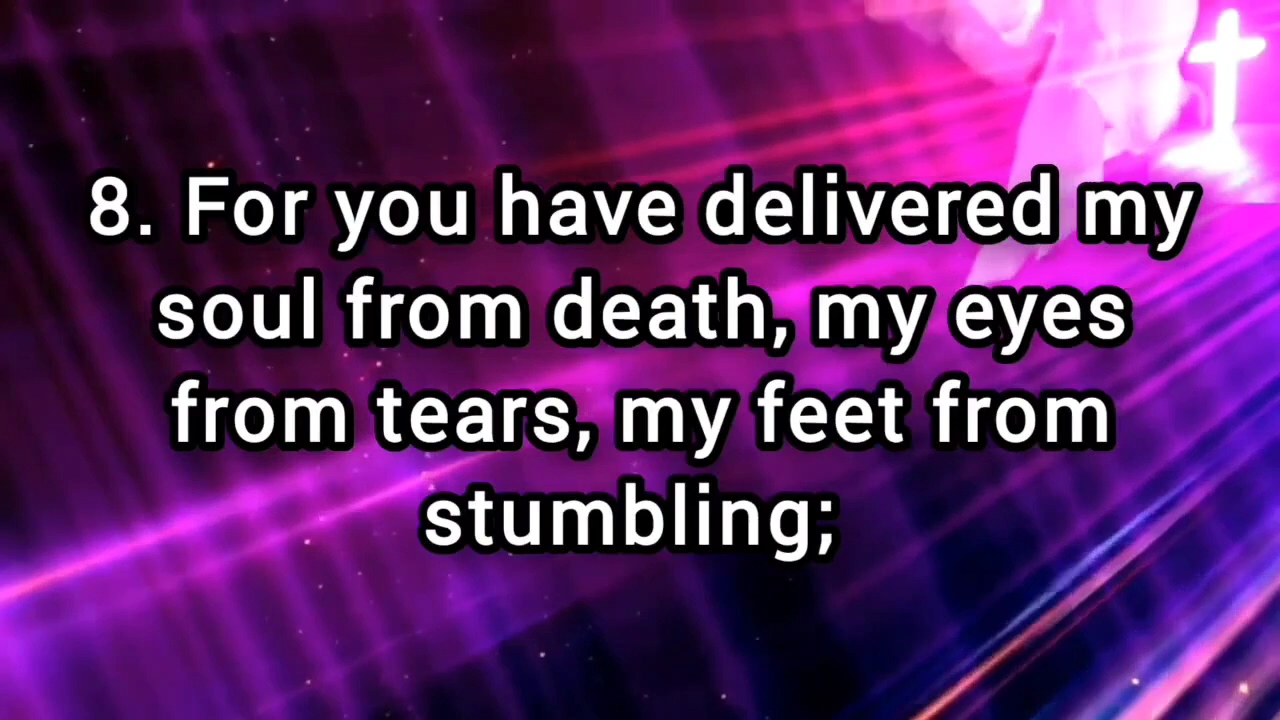 8. For you have delivered my
soul from death, my eyes
from tears, my feet from
stumbling;